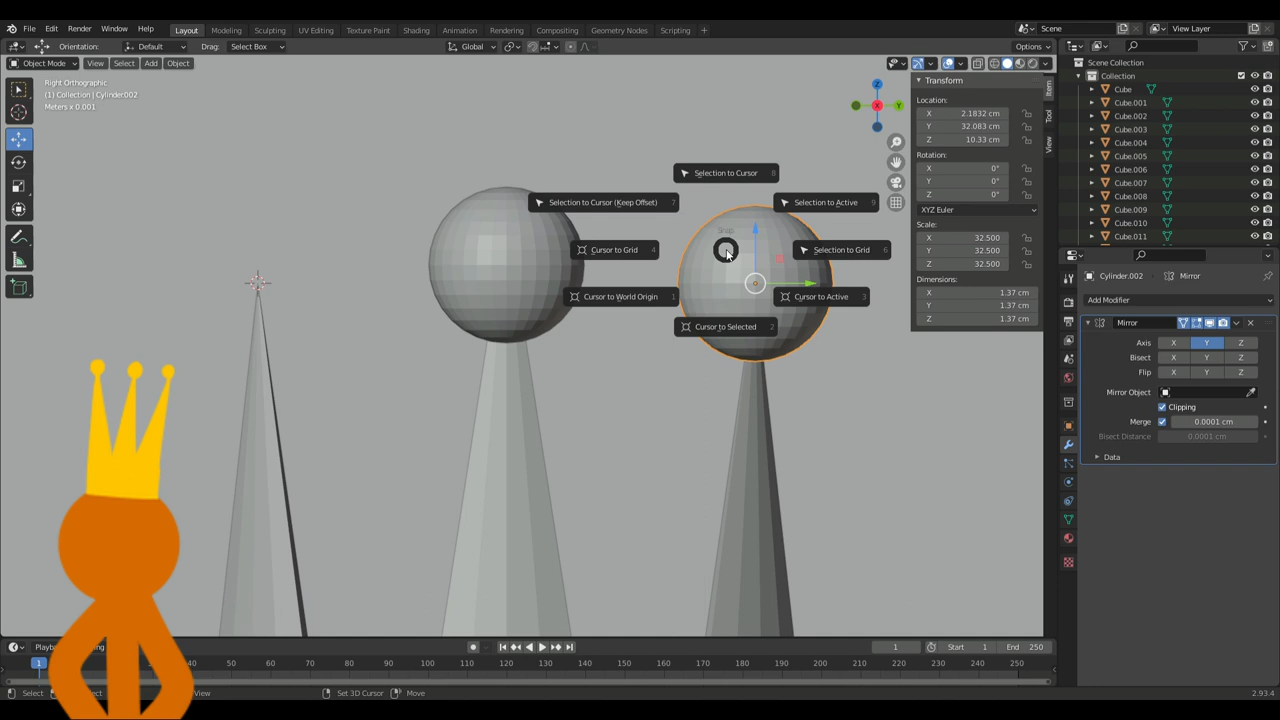 File Edit Render Window Help Layout Modeling Sculpting UV Editing Texture Paint Shading Animation Rendering Compositing Geometry Nodes Scripting Scene View Layer
Orientation: Default Drag: Select Box Global Options
Object Mode View Select Add Object
Right Orthographic
(1) Collection | Cylinder.002
Meters x 0.001
Z
X
Y
Selection to Cursor 8
Selection to Cursor (Keep Offset) 7
Selection to Active 9
Snap
Cursor to Grid 4
Selection to Grid 6
Cursor to World Origin 1
Cursor to Active 3
Cursor to Selected 2
Transform
Location:
X 2.1832 cm
Y 32.083 cm
Z 10.33 cm
Rotation:
X 0°
Y 0°
Z 0°
XYZ Euler
Scale:
X 32.500
Y 32.500
Z 32.500
Dimensions:
X 1.37 cm
Y 1.37 cm
Z 1.37 cm
Item
Tool
View
Scene Collection
Collection
Cube
Cube.001
Cube.002
Cube.003
Cube.004
Cube.005
Cube.006
Cube.007
Cube.008
Cube.009
Cube.010
Cube.011
Cylinder.002 Mirror
Add Modifier
Mirror
Axis X Y Z
Bisect X Y Z
Flip X Y Z
Mirror Object
Clipping
Merge 0.0001 cm
Bisect Distance 0.0001 cm
Data
1 Start 1 End 250
1 40 50 60 70 80 90 100 110 120 130 140 150 160 170 180 190 200 210 220 230 240 250
Select View Set 3D Cursor Move 2.93.4